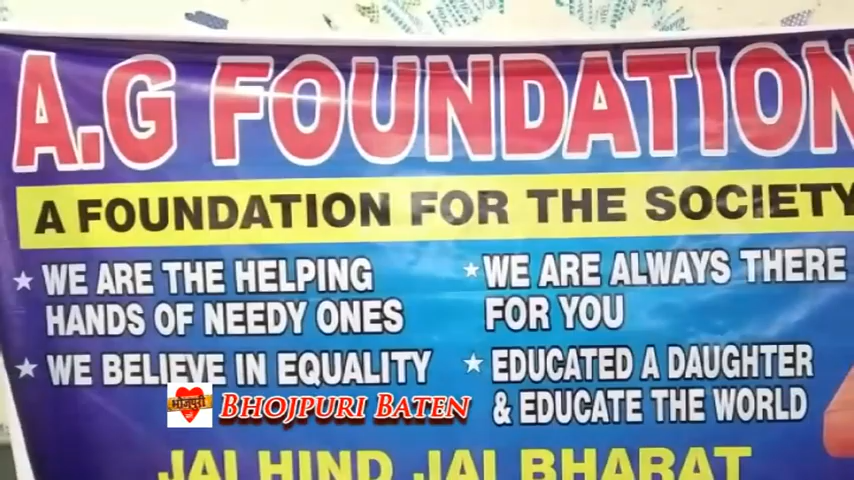 A.G FOUNDATION
A FOUNDATION FOR THE SOCIETY
★ WE ARE THE HELPING
HANDS OF NEEDY ONES
★ WE BELIEVE IN EQUALITY
★ WE ARE ALWAYS THERE
FOR YOU
★ EDUCATED A DAUGHTER
& EDUCATE THE WORLD
भोजपुरी
BHOJPURI BATEN
JAI HIND JAI BHARAT